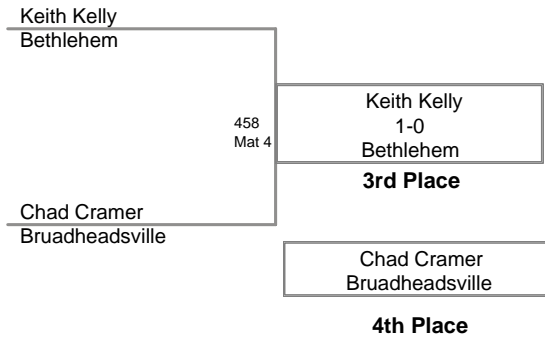 Keith Kelly
Bethlehem
Keith Kelly
1-0
Bethlehem
458
Mat 4
3rd Place
Chad Cramer
Bruadheadsville
Chad Cramer
Bruadheadsville
4th Place